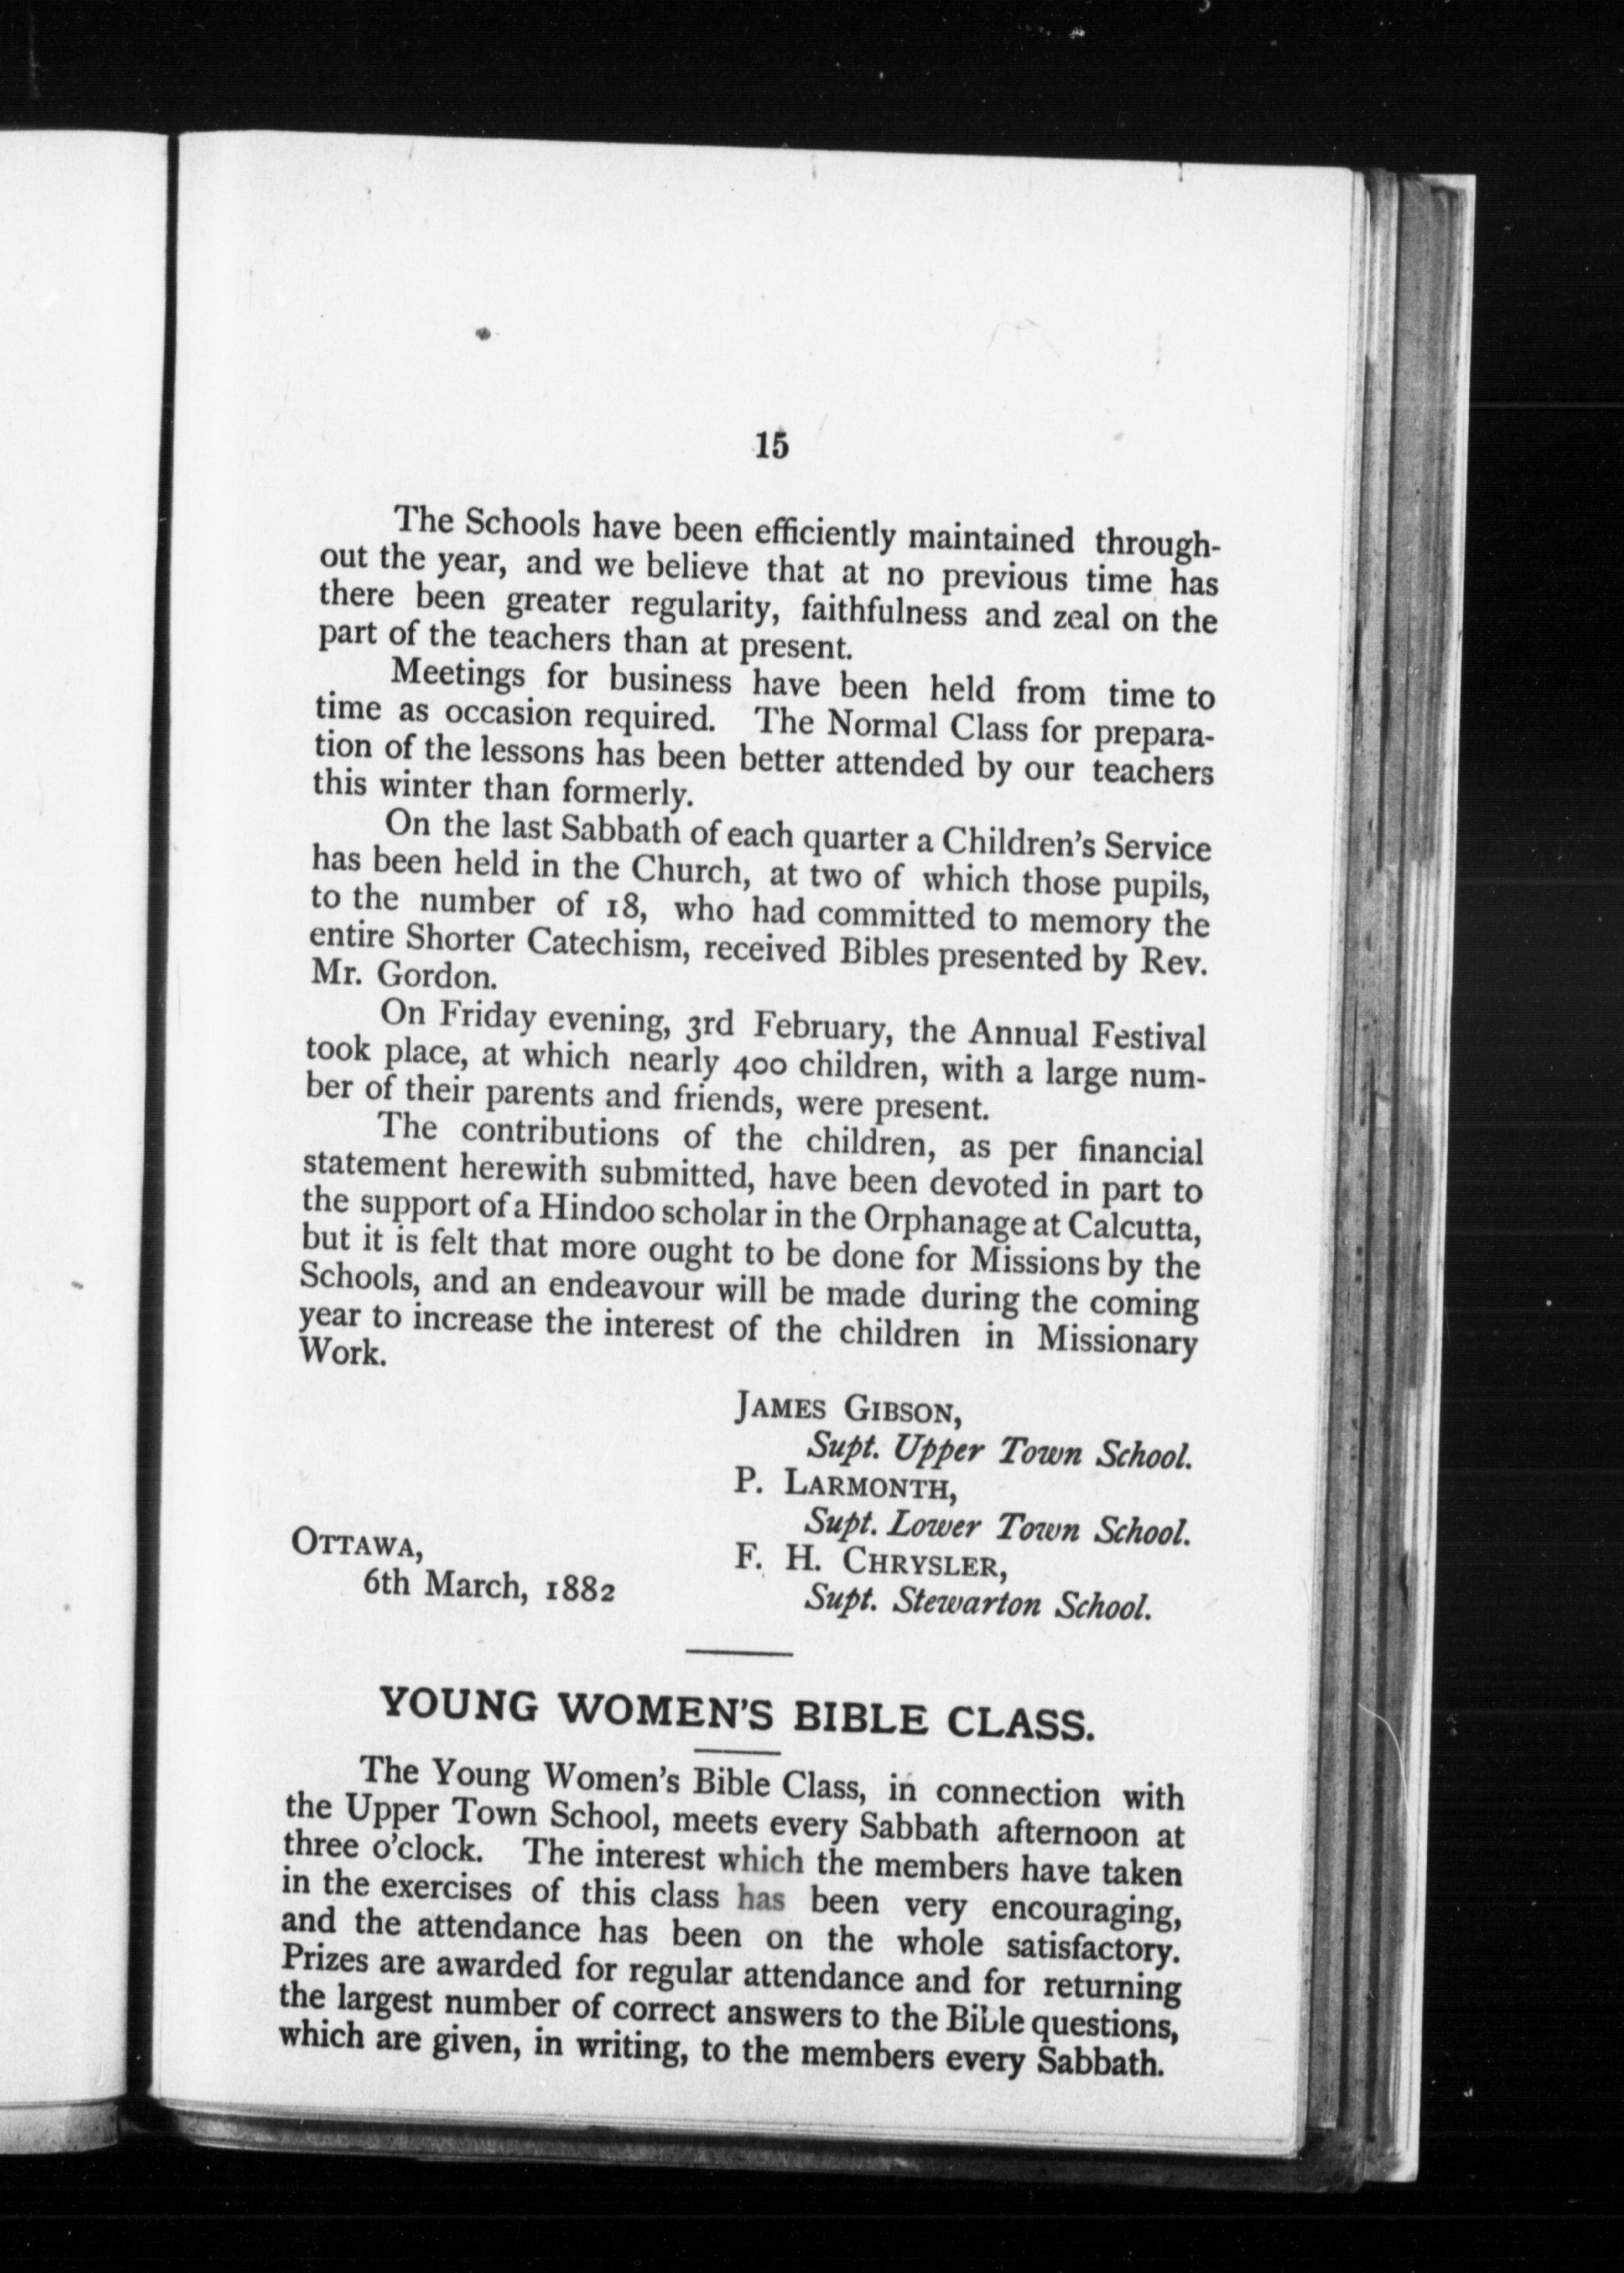 15
The Schools have been efficiently maintained through-
out the year, and we believe that at no previous time has
there been greater regularity, faithfulness and zeal on the
part of the teachers than at present.
Meetings for business have been held from time to
time as occasion required. The Normal Class for prepara-
tion of the lessons has been better attended by our teachers
this winter than formerly.
On the last Sabbath of each quarter a Children's Service
has been held in the Church, at two of which those pupils,
to the number of 18, who had committed to memory the
entire Shorter Catechism, received Bibles presented by Rev.
Mr. Gordon.
On Friday evening, 3rd February, the Annual Festival
took place, at which nearly 400 children, with a large num-
ber of their parents and friends, were present.
The contributions of the children, as per financial
statement herewith submitted, have been devoted in part to
the support of a Hindoo scholar in the Orphanage at Calcutta,
but it is felt that more ought to be done for Missions by the
Schools, and an endeavour will be made during the coming
year to increase the interest of the children in Missionary
Work.
JAMES GIBSON,
Supt. Upper Town School.
P. LARMONTH,
Supt. Lower Town School.
F. H. CHRYSLER,
Supt. Stewarton School.
OTTAWA,
6th March, 1882
YOUNG WOMEN'S BIBLE CLASS.
The Young Women's Bible Class, in connection with
the Upper Town School, meets every Sabbath afternoon at
three o'clock. The interest which the members have taken
in the exercises of this class has been very encouraging,
and the attendance has been on the whole satisfactory.
Prizes are awarded for regular attendance and for returning
the largest number of correct answers to the Bible questions,
which are given, in writing, to the members every Sabbath.